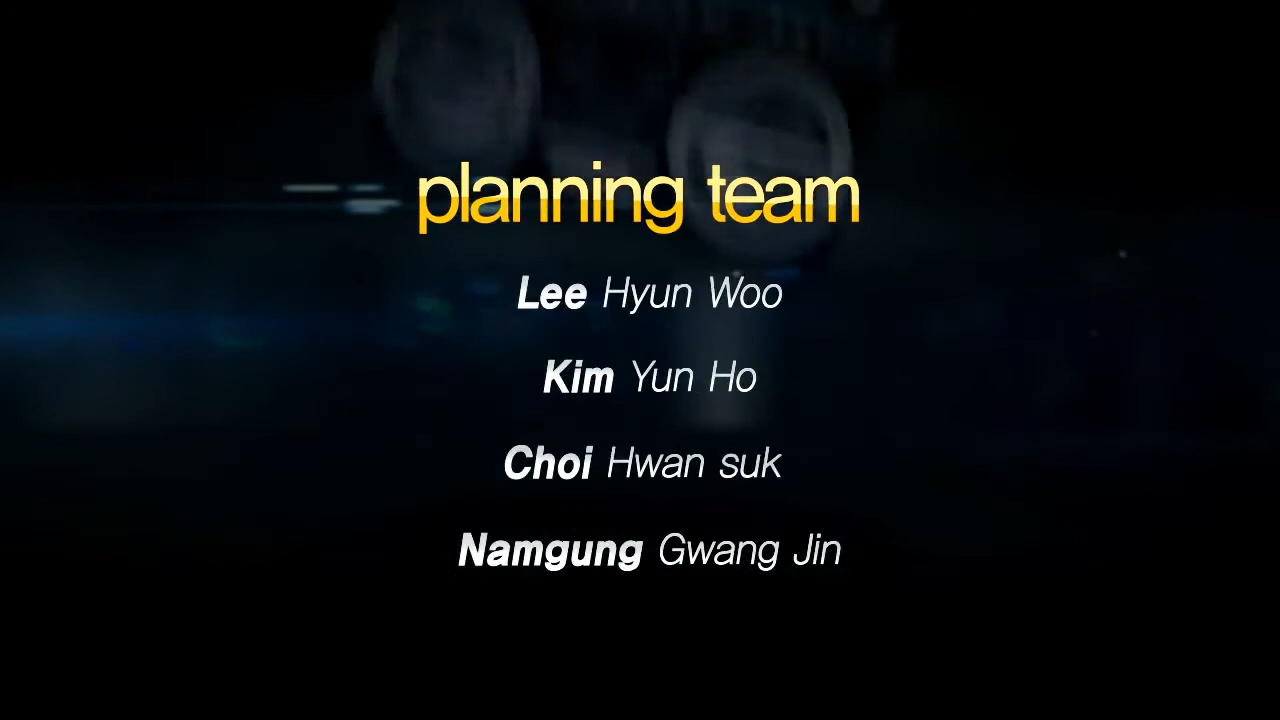 planning team
Lee Hyun Woo
Kim Yun Ho
Choi Hwan suk
Namgung Gwang Jin